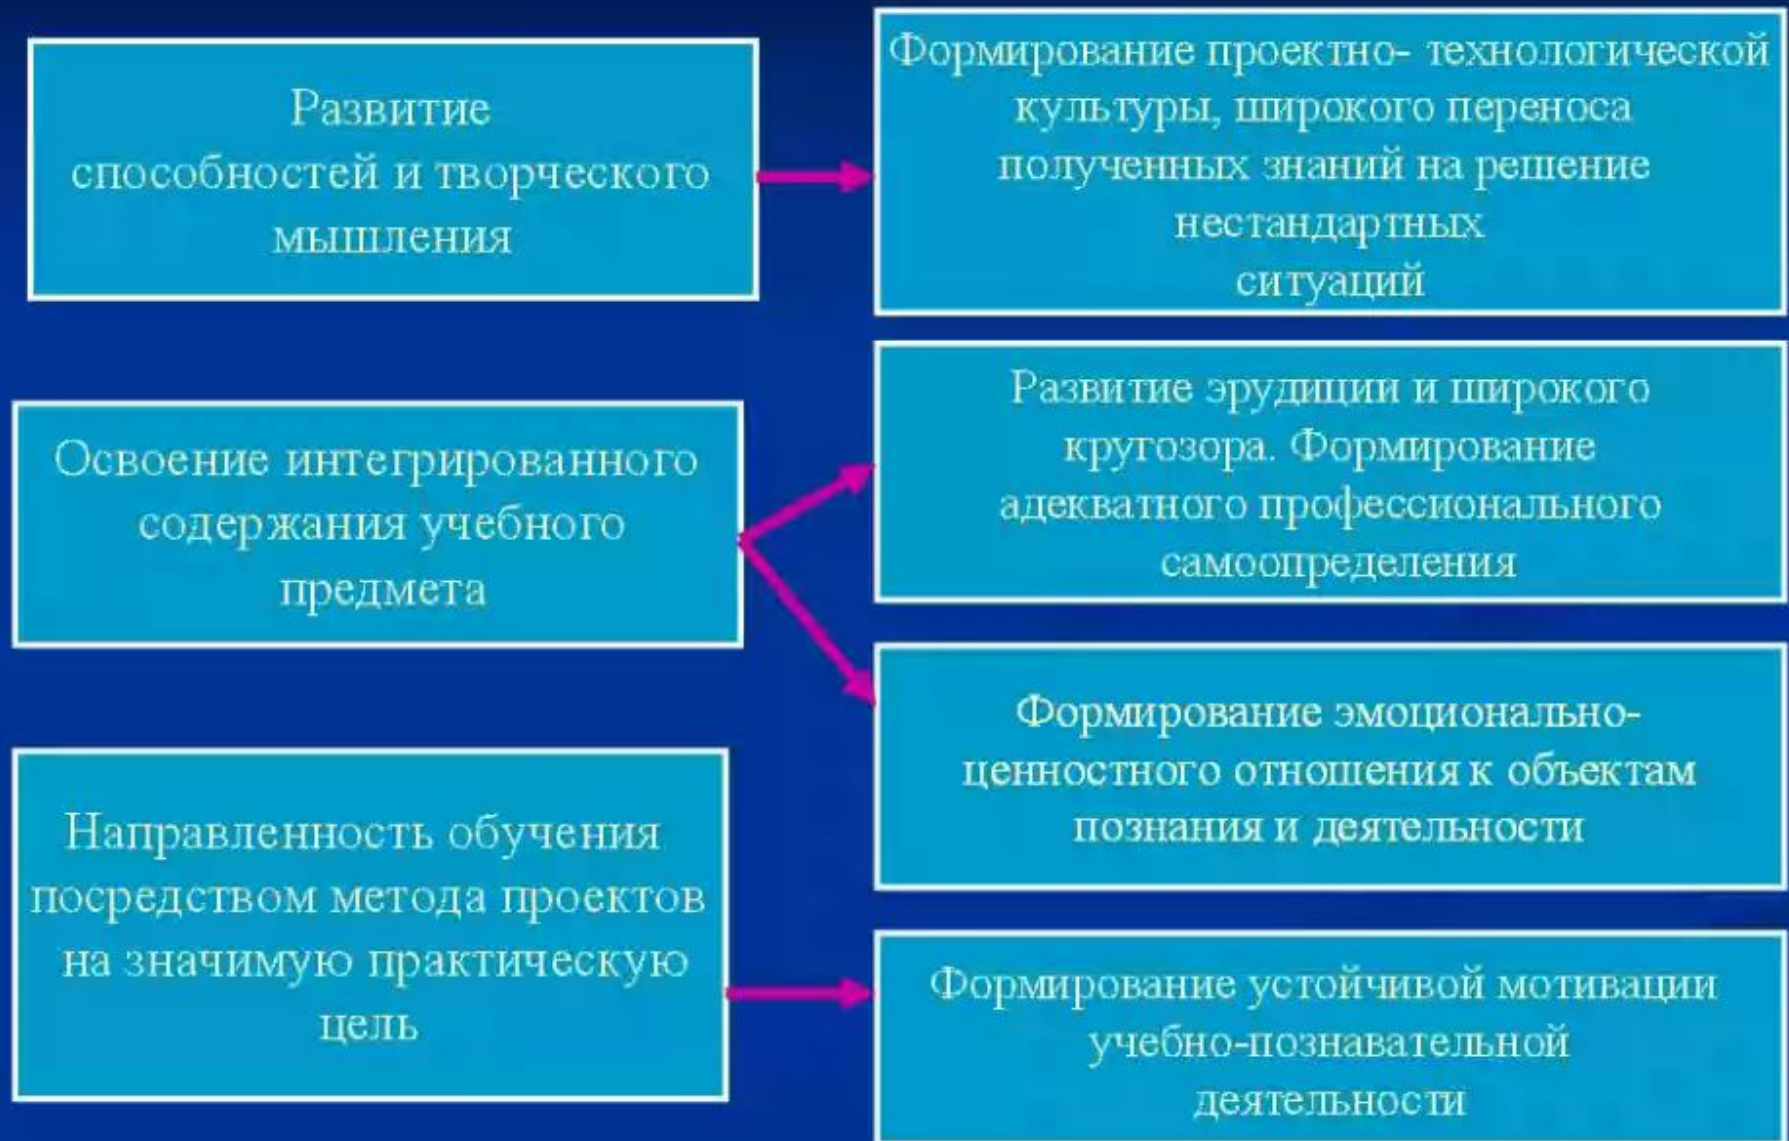 Развитие
способностей и творческого
мышления
Формирование проектно- технологической
культуры, широкого переноса
полученных знаний на решение
нестандартных
ситуаций
Освоение интегрированного
содержания учебного
предмета
Развитие эрудиции и широкого
кругозора. Формирование
адекватного профессионального
самоопределения
Формирование эмоционально-
ценностного отношения к объектам
познания и деятельности
Направленность обучения
посредством метода проектов
на значимую практическую
цель
Формирование устойчивой мотивации
учебно-познавательной
деятельности